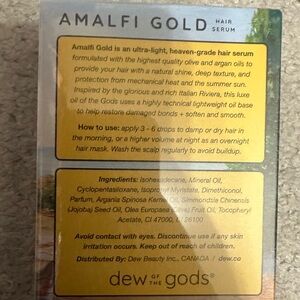 AMALFI GOLD HAIR SERUM
Amalfi Gold is an ultra-light, heaven-grade hair serum
formulated with the highest quality olive and argan oils to
provide your hair with a natural shine, deep texture, and
protection from mechanical heat and the summer sun.
Inspired by the glorious and rich Italian Riviera, this luxe
oil of the Gods uses a highly technical lightweight oil base
to help restore damaged bonds + soften and smooth.
How to use: apply 3 - 6 drops to damp or dry hair in
the morning, or a higher volume at night as an overnight
hair mask. Wash the scalp regularly to avoid buildup.
Ingredients: Isohexadecane, Mineral Oil,
Cyclopentasiloxane, Isopropyl Myristate, Dimethiconol,
Parfum, Argania Spinosa Kernel Oil, Simmondsia Chinensis
(Jojoba) Seed Oil, Olea Europaea (Olive) Fruit Oil, Tocopheryl
Acetate, CI 47000, CI 26100
Avoid contact with eyes. Discontinue use if any skin
irritation occurs. Keep out of reach of children.
Distributed By: Dew Beauty Inc., CANADA / dew.co
dew OF THE gods®